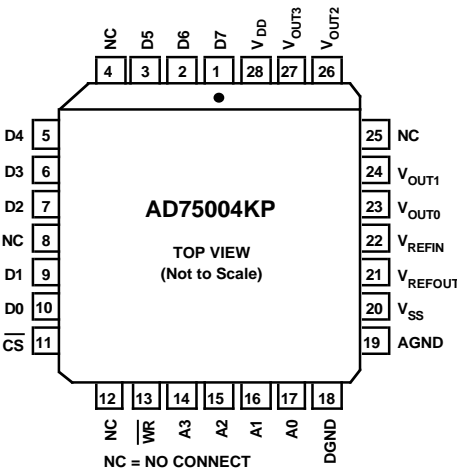 NC D5 D6 D7 VDD VOUT3 VOUT2
4 3 2 1 28 27 26
D4 5
D3 6
D2 7
NC 8
D1 9
D0 10
C̅S̅ 11
AD75004KP
TOP VIEW
(Not to Scale)
25 NC
24 VOUT1
23 VOUT0
22 VREFIN
21 VREFOUT
20 VSS
19 AGND
12 13 14 15 16 17 18
NC W̅R̅ A3 A2 A1 A0 DGND
NC = NO CONNECT